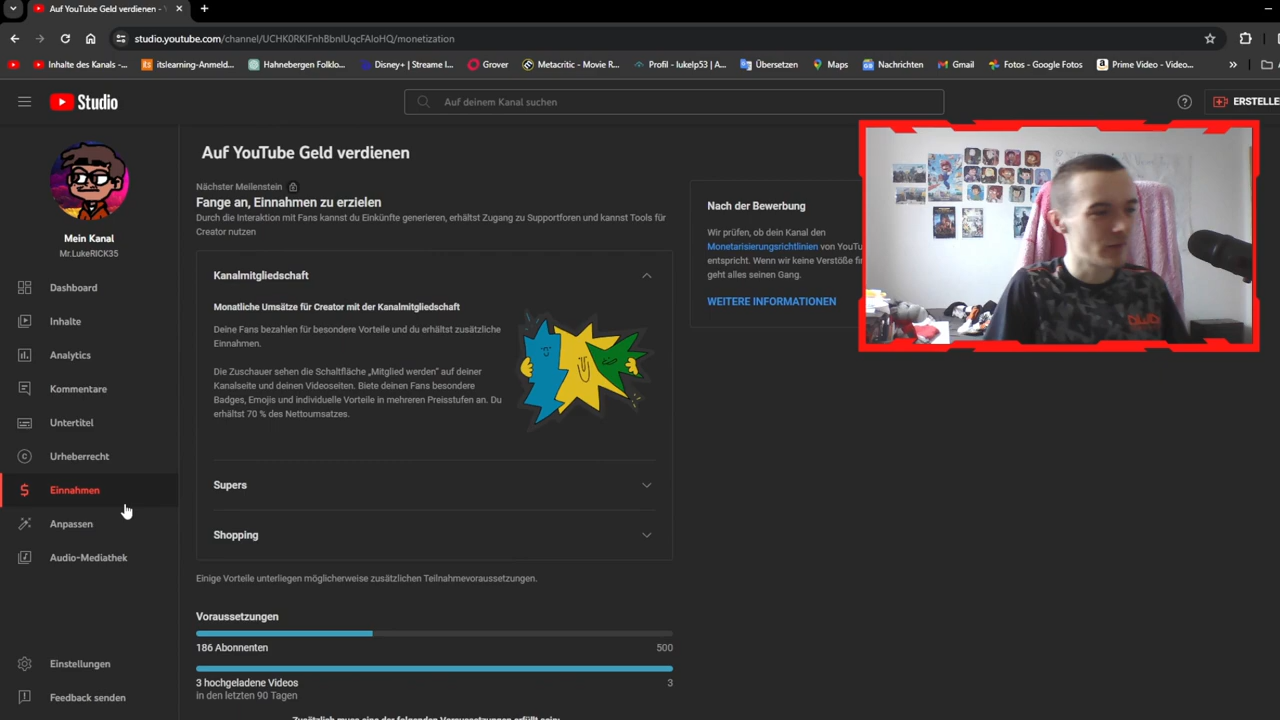 Auf YouTube Geld verdienen -
studio.youtube.com/channel/UCHK0RKIFnhBbnIUqcFAIoHQ/monetization
Inhalte des Kanals -...
itslearning-Anmeld...
Hahnebergen Folklo...
Disney+ | Streame I...
Grover
Metacritic - Movie R...
Profil - lukelp53 | A...
Übersetzen
Maps
Nachrichten
Gmail
Fotos - Google Fotos
Prime Video - Video...
Studio
Auf deinem Kanal suchen
ERSTELLE
Mein Kanal
Mr.LukeRICK35
Dashboard
Inhalte
Analytics
Kommentare
Untertitel
Urheberrecht
Einnahmen
Anpassen
Audio-Mediathek
Einstellungen
Feedback senden
Auf YouTube Geld verdienen
Nächster Meilenstein
Fange an, Einnahmen zu erzielen
Durch die Interaktion mit Fans kannst du Einkünfte generieren, erhältst Zugang zu Supportforen und kannst Tools für
Creator nutzen
Kanalmitgliedschaft
Monatliche Umsätze für Creator mit der Kanalmitgliedschaft
Deine Fans bezahlen für besondere Vorteile und du erhältst zusätzliche
Einnahmen.
Die Zuschauer sehen die Schaltfläche „Mitglied werden" auf deiner
Kanalseite und deinen Videoseiten. Biete deinen Fans besondere
Badges, Emojis und individuelle Vorteile in mehreren Preisstufen an. Du
erhältst 70 % des Nettoumsatzes.
Supers
Shopping
Einige Vorteile unterliegen möglicherweise zusätzlichen Teilnahmevoraussetzungen.
Voraussetzungen
186 Abonnenten 500
3 hochgeladene Videos 3
in den letzten 90 Tagen
Zusätzlich muss eine der folgenden Voraussetzungen erfüllt sein:
Nach der Bewerbung
Wir prüfen, ob dein Kanal den
Monetarisierungsrichtlinien von YouTu
entspricht. Wenn wir keine Verstöße fi
geht alles seinen Gang.
WEITERE INFORMATIONEN